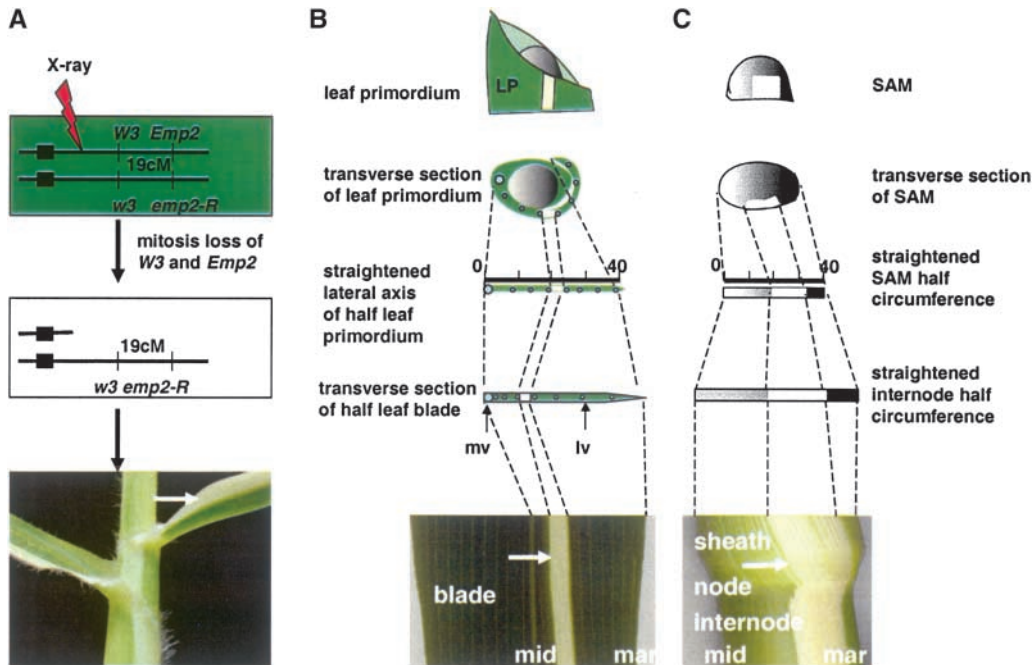 A
X-ray
W3 Emp2
19cM
w3 emp2-R
mitosis loss of
W3 and Emp2
19cM
w3 emp2-R
B
leaf primordium
LP
transverse section
of leaf primordium
0
40
straightened
lateral axis
of half leaf
primordium
transverse section
of half leaf blade
mv
lv
blade
mid
mar
C
SAM
transverse section
of SAM
0
40
straightened
SAM half
circumference
straightened
internode half
circumference
sheath
node
internode
mid
mar